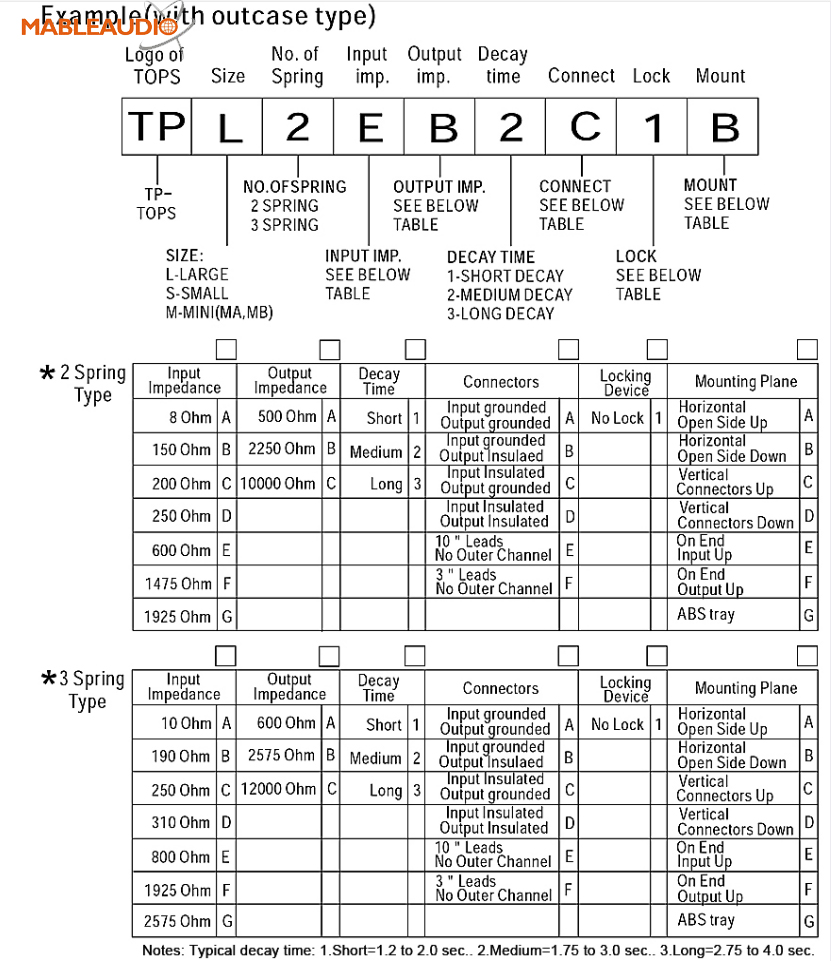 Example(with outcase type)
MABLEAUDIO
Logo of TOPS Size No. of Spring Input imp. Output imp. Decay time Connect Lock Mount
TP L 2 E B 2 C 1 B
TP-
TOPS
SIZE:
L-LARGE
S-SMALL
M-MINI(MA,MB)
NO.OFSPRING
2 SPRING
3 SPRING
INPUT IMP.
SEE BELOW
TABLE
OUTPUT IMP.
SEE BELOW
TABLE
DECAY TIME
1-SHORT DECAY
2-MEDIUM DECAY
3-LONG DECAY
CONNECT
SEE BELOW
TABLE
LOCK
SEE BELOW
TABLE
MOUNT
SEE BELOW
TABLE
* 2 Spring Type
Input Impedance Output Impedance Decay Time Connectors Locking Device Mounting Plane
8 Ohm A 500 Ohm A Short 1 Input grounded Output grounded A No Lock 1 Horizontal Open Side Up A
150 Ohm B 2250 Ohm B Medium 2 Input grounded Output Insulaed B Horizontal Open Side Down B
200 Ohm C 10000 Ohm C Long 3 Input Insulated Output grounded C Vertical Connectors Up C
250 Ohm D Input Insulated Output Insulated D Vertical Connectors Down D
600 Ohm E 10 " Leads No Outer Channel E On End Input Up E
1475 Ohm F 3 " Leads No Outer Channel F On End Output Up F
1925 Ohm G ABS tray G
* 3 Spring Type
Input Impedance Output Impedance Decay Time Connectors Locking Device Mounting Plane
10 Ohm A 600 Ohm A Short 1 Input grounded Output grounded A No Lock 1 Horizontal Open Side Up A
190 Ohm B 2575 Ohm B Medium 2 Input grounded Output Insulaed B Horizontal Open Side Down B
250 Ohm C 12000 Ohm C Long 3 Input Insulated Output grounded C Vertical Connectors Up C
310 Ohm D Input Insulated Output Insulated D Vertical Connectors Down D
800 Ohm E 10 " Leads No Outer Channel E On End Input Up E
1925 Ohm F 3 " Leads No Outer Channel F On End Output Up F
2575 Ohm G ABS tray G
Notes: Typical decay time: 1.Short=1.2 to 2.0 sec.. 2.Medium=1.75 to 3.0 sec.. 3.Long=2.75 to 4.0 sec.